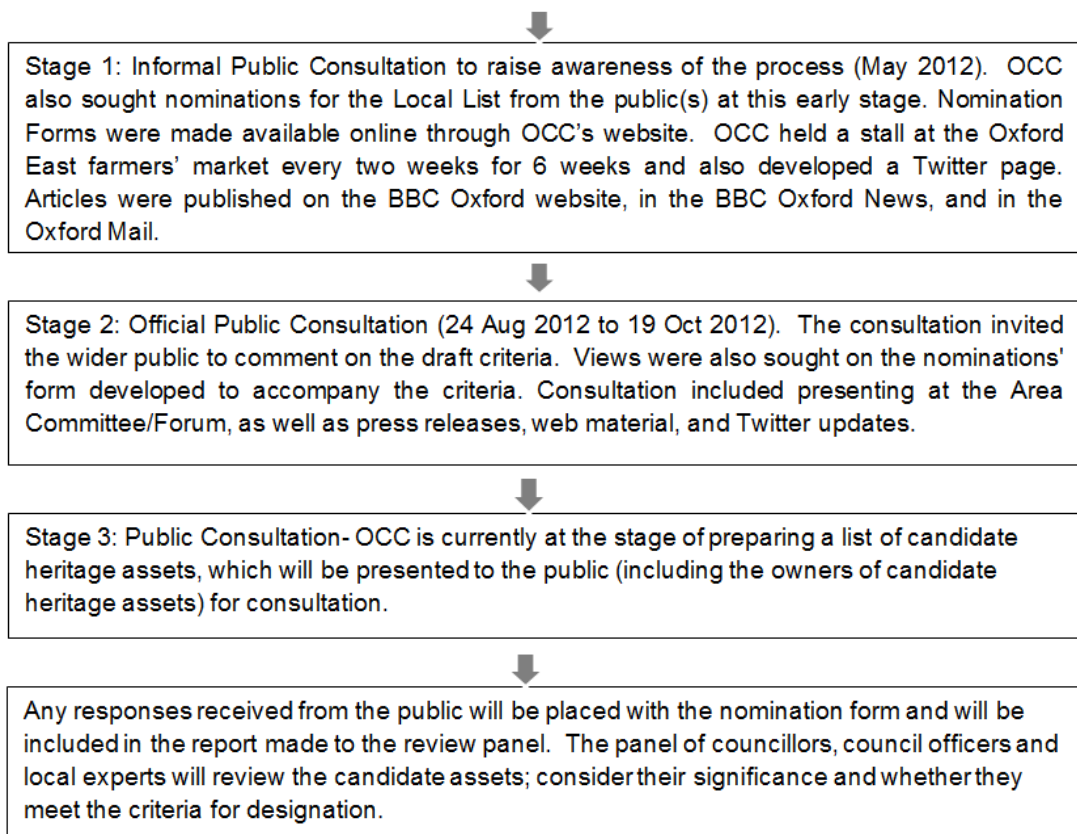 Stage 1: Informal Public Consultation to raise awareness of the process (May 2012).  OCC
also sought nominations for the Local List from the public(s) at this early stage. Nomination
Forms were made available online through OCC’s website.  OCC held a stall at the Oxford
East farmers’ market every two weeks for 6 weeks and also developed a Twitter page.
Articles were published on the BBC Oxford website, in the BBC Oxford News, and in the
Oxford Mail.
Stage 2: Official Public Consultation (24 Aug 2012 to 19 Oct 2012).  The consultation invited
the wider public to comment on the draft criteria.  Views were also sought on the nominations'
form developed to accompany the criteria. Consultation included presenting at the Area
Committee/Forum, as well as press releases, web material, and Twitter updates.
Stage 3: Public Consultation- OCC is currently at the stage of preparing a list of candidate
heritage assets, which will be presented to the public (including the owners of candidate
heritage assets) for consultation.
Any responses received from the public will be placed with the nomination form and will be
included in the report made to the review panel.  The panel of councillors, council officers and
local experts will review the candidate assets; consider their significance and whether they
meet the criteria for designation.